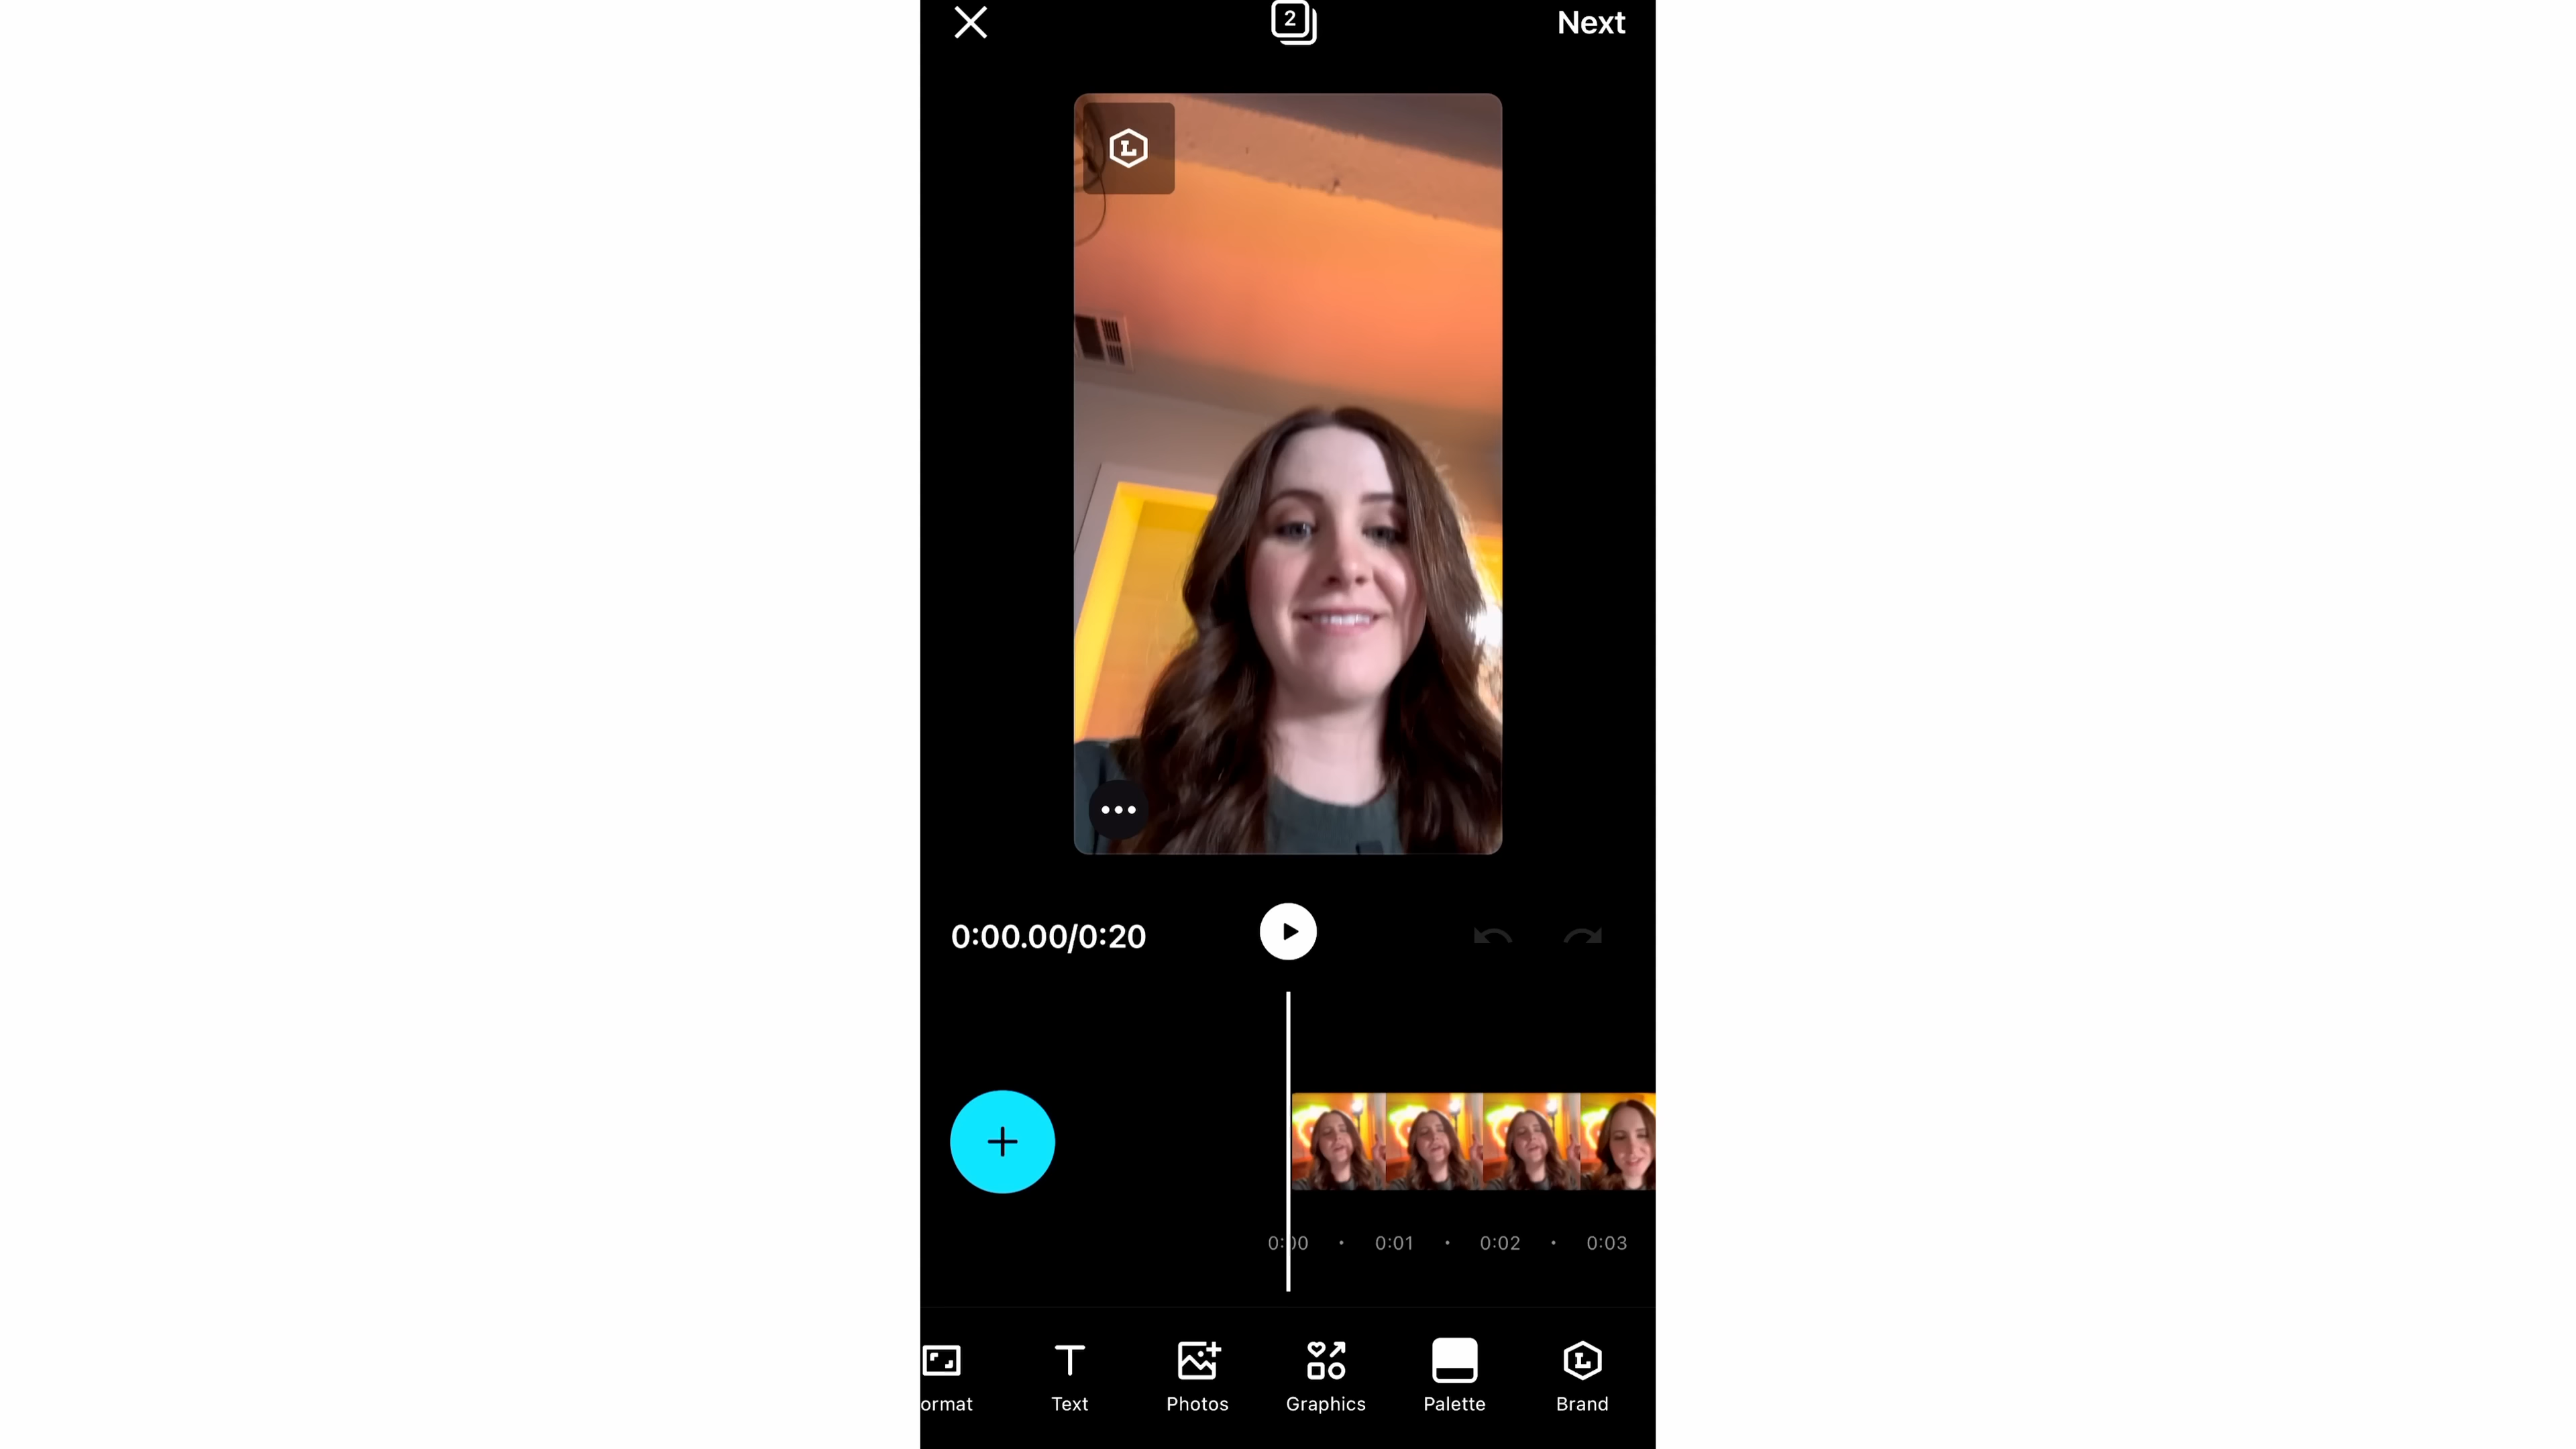 2
Next
L
0:00.00/0:20
0:00 · 0:01 · 0:02 · 0:03
ormat
Text
Photos
Graphics
Palette
L
Brand